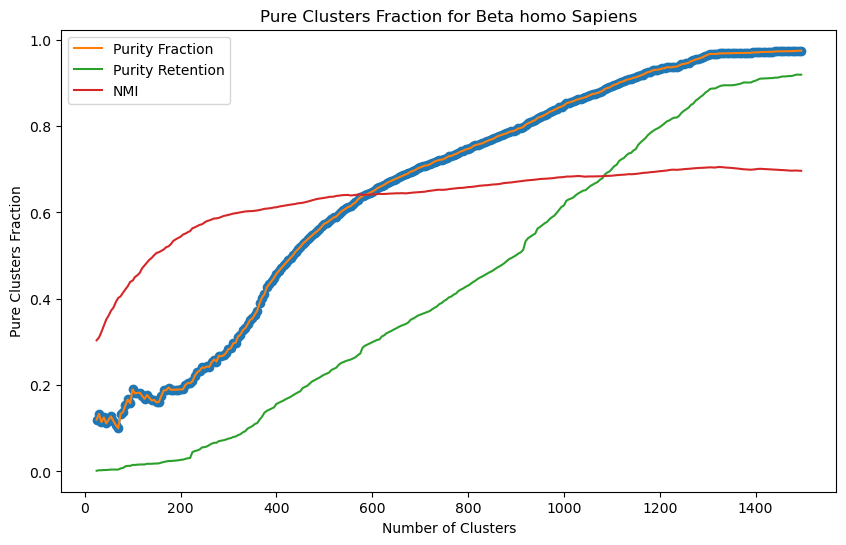 Pure Clusters Fraction for Beta homo Sapiens
Purity Fraction
Purity Retention
NMI
Pure Clusters Fraction
1.0
0.8
0.6
0.4
0.2
0.0
0 200 400 600 800 1000 1200 1400
Number of Clusters